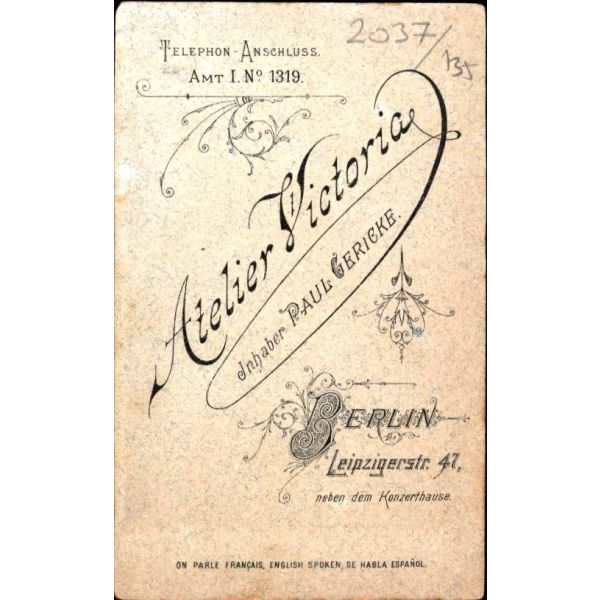 2037/135
TELEPHON-ANSCHLUSS.
AMT I. No 1319.
Atelier Victoria
Inhaber PAUL GERICKE.
BERLIN
Leipzigerstr. 47,
neben dem Konzerthause.
ON PARLE FRANÇAIS, ENGLISH SPOKEN, SE HABLA ESPAÑOL.